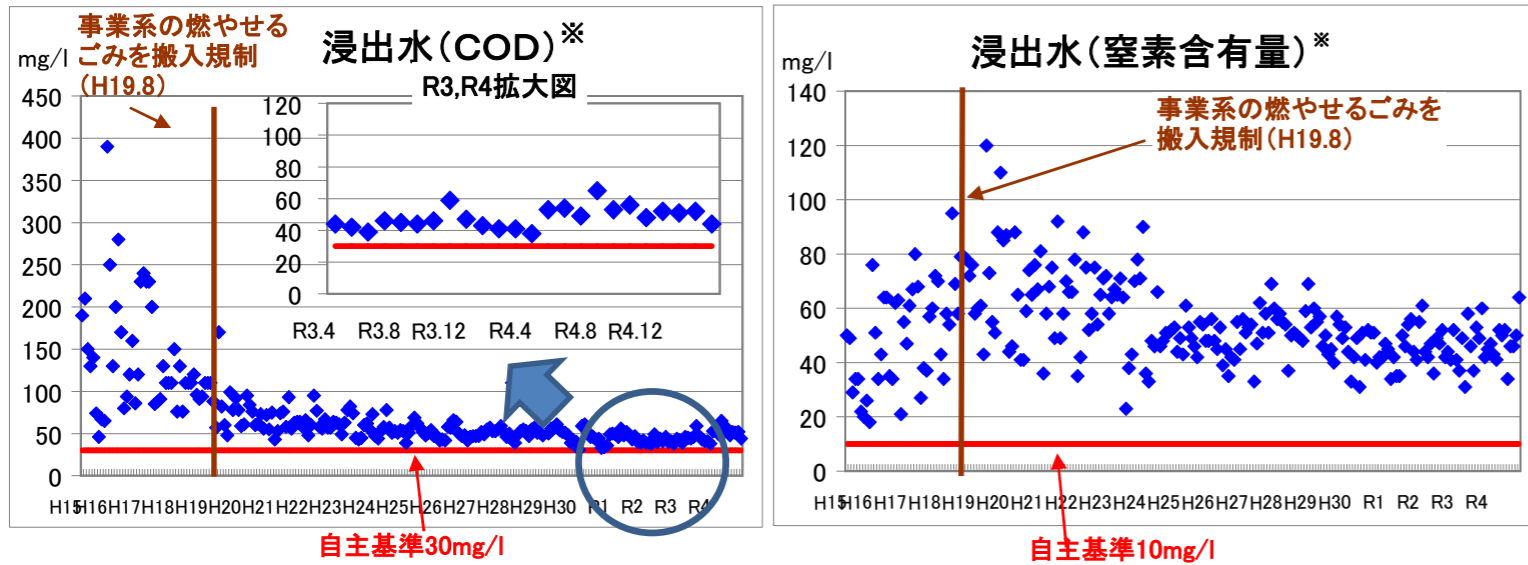 事業系の燃やせる
ごみを搬入規制
(H19.8)
mg/l
浸出水(COD)※
R3,R4拡大図
450
400
350
300
250
200
150
100
50
0
120
100
80
60
40
20
0
R3.4 R3.8 R3.12 R4.4 R4.8 R4.12
H15 H16 H17 H18 H19 H20 H21 H22 H23 H24 H25 H26 H27 H28 H29 H30 R1 R2 R3 R4
自主基準30mg/l
mg/l
浸出水(窒素含有量)※
事業系の燃やせるごみを
搬入規制(H19.8)
140
120
100
80
60
40
20
0
H15 H16 H17 H18 H19 H20 H21 H22 H23 H24 H25 H26 H27 H28 H29 H30 R1 R2 R3 R4
自主基準10mg/l